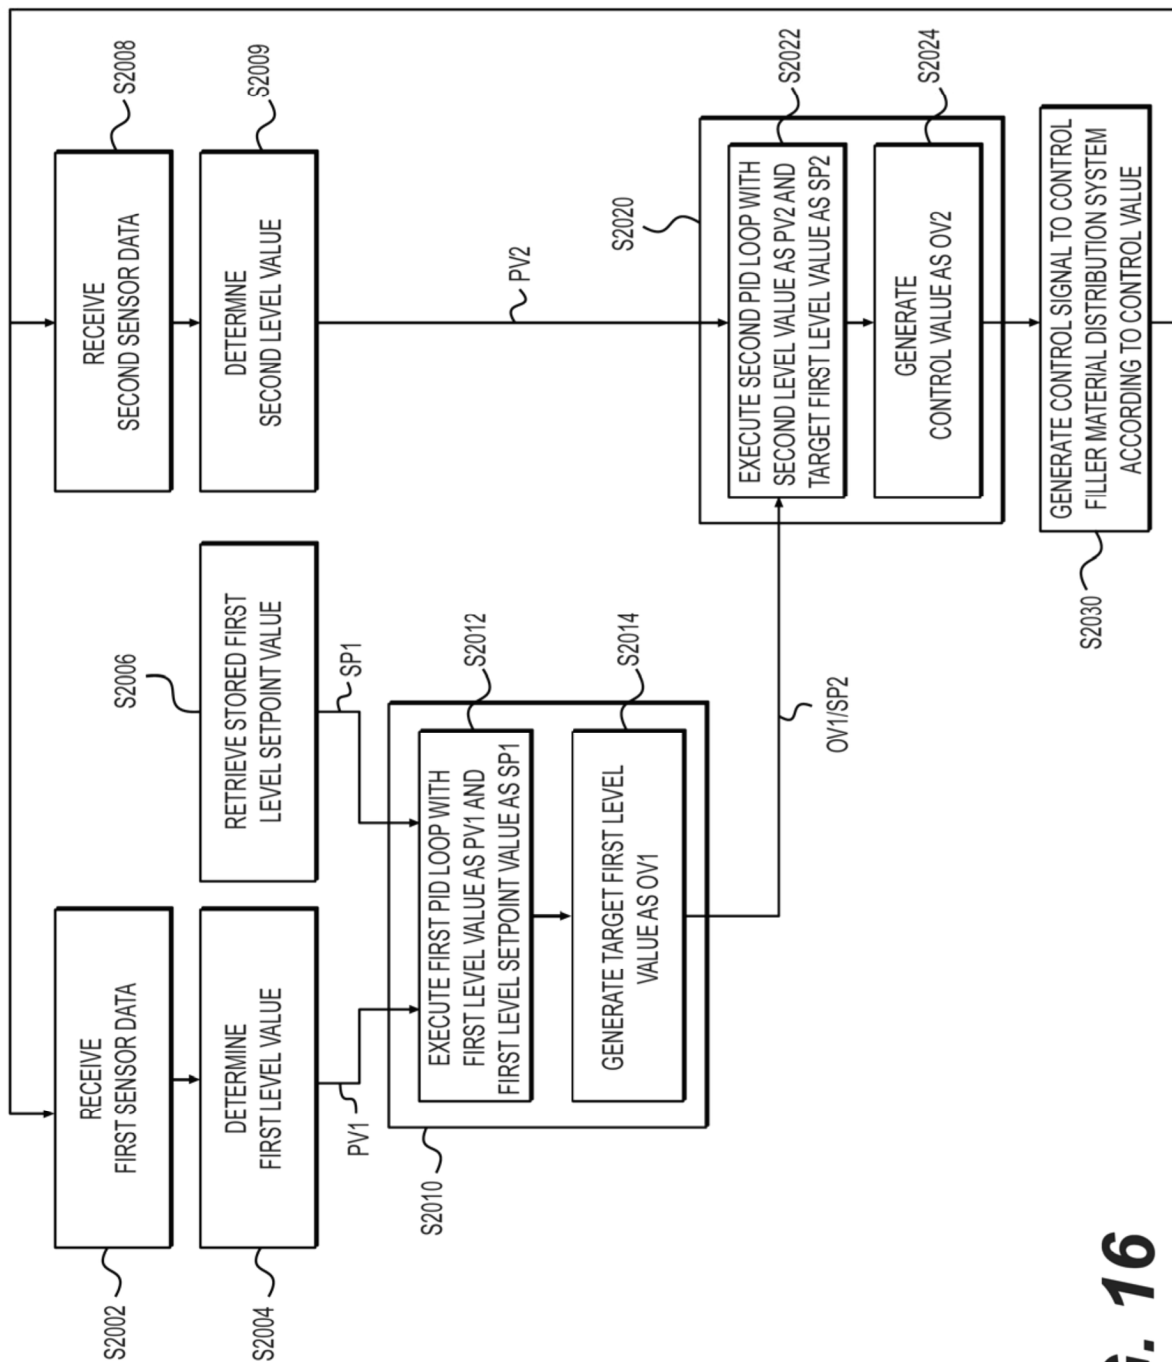 S2002
RECEIVE
FIRST SENSOR DATA
S2004
DETERMINE
FIRST LEVEL VALUE
PV1
S2006
RETRIEVE STORED FIRST
LEVEL SETPOINT VALUE
SP1
S2008
RECEIVE
SECOND SENSOR DATA
S2009
DETERMNE
SECOND LEVEL VALUE
PV2
S2010
S2012
EXECUTE FIRST PID LOOP WITH
FIRST LEVEL VALUE AS PV1 AND
FIRST LEVEL SETPOINT VALUE AS SP1
S2014
GENERATE TARGET FIRST LEVEL
VALUE AS OV1
OV1/SP2
S2020
S2022
EXECUTE SECOND PID LOOP WITH
SECOND LEVEL VALUE AS PV2 AND
TARGET FIRST LEVEL VALUE AS SP2
S2024
GENERATE
CONTROL VALUE AS OV2
S2030
GENERATE CONTROL SIGNAL TO CONTROL
FILLER MATERIAL DISTRIBUTION SYSTEM
ACCORDING TO CONTROL VALUE
G. 16